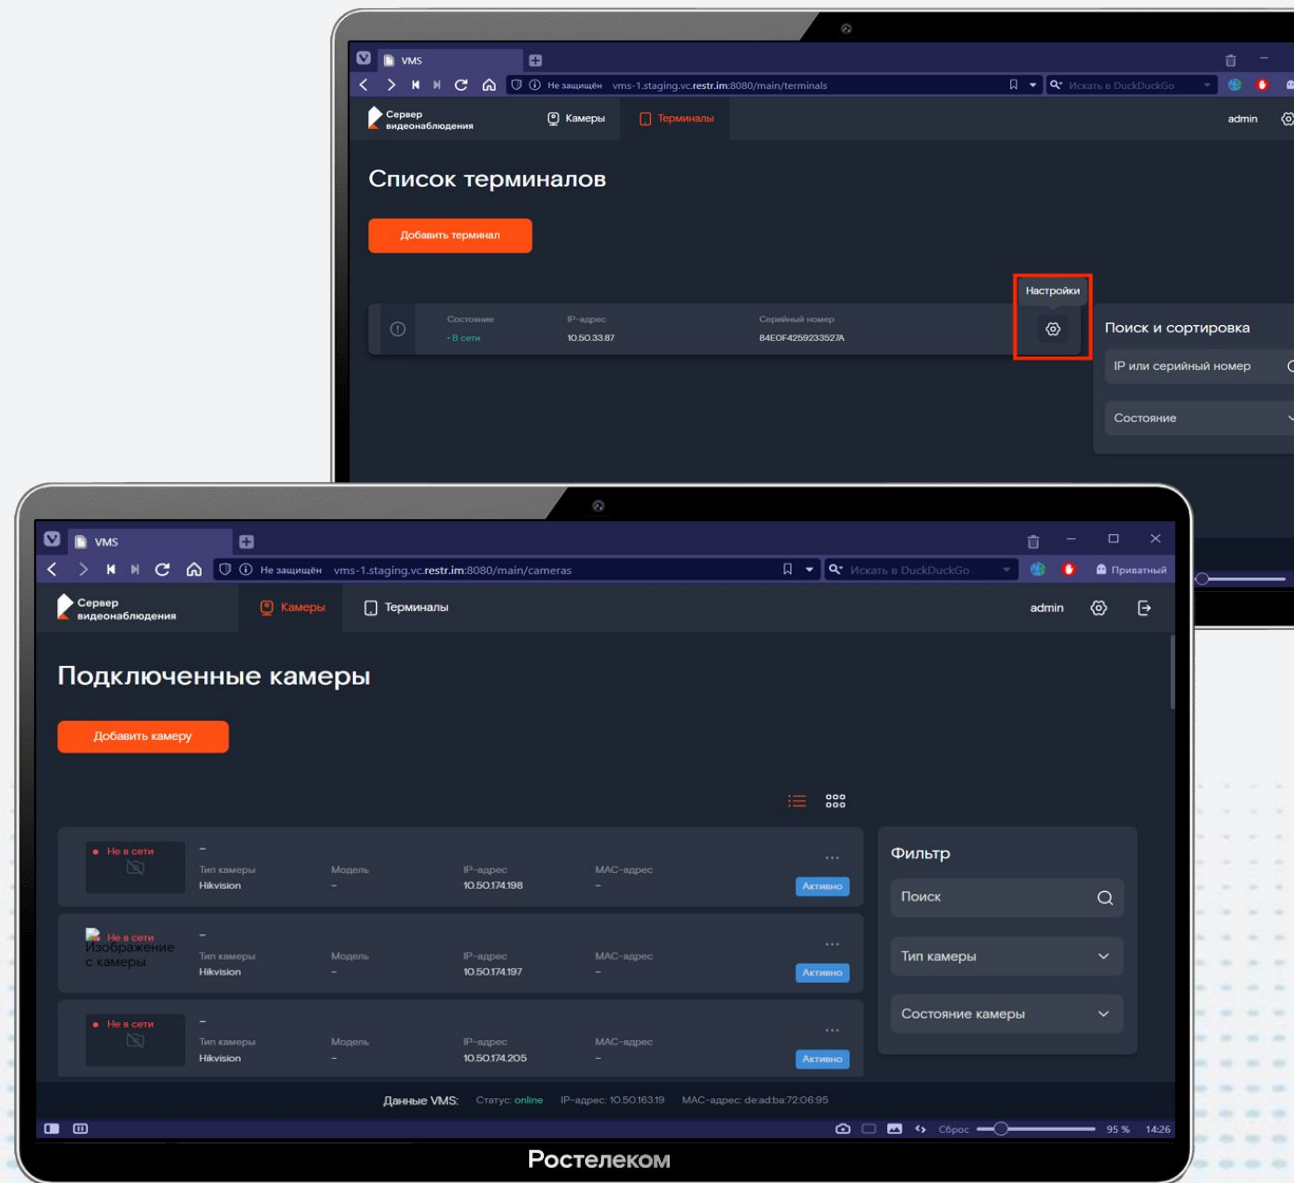 VMS
Не защищён vms-1.staging.vc.restr.im:8080/main/terminals
Искать в DuckDuckGo
Сервер видеонаблюдения
Камеры
Терминалы
admin
Список терминалов
Добавить терминал
Настройки
Состояние IP-адрес Серийный номер
• В сети 10.50.33.87 84E0F4259233527A
Поиск и сортировка
IP или серийный номер
Состояние
VMS
Не защищён vms-1.staging.vc.restr.im:8080/main/cameras
Искать в DuckDuckGo
Приватный
Сервер видеонаблюдения
Камеры
Терминалы
admin
Подключенные камеры
Добавить камеру
Не в сети
–
Тип камеры Модель IP-адрес MAC-адрес
Hikvision – 10.50.174.198 –
Активно
Не в сети
Изображение с камеры
–
Тип камеры Модель IP-адрес MAC-адрес
Hikvision – 10.50.174.197 –
Активно
Не в сети
–
Тип камеры Модель IP-адрес MAC-адрес
Hikvision – 10.50.174.205 –
Активно
Фильтр
Поиск
Тип камеры
Состояние камеры
Данные VMS: Статус: online IP-адрес: 10.50.163.19 MAC-адрес: de:ad:ba:72:06:95
Сброс 95 % 14:26
Ростелеком